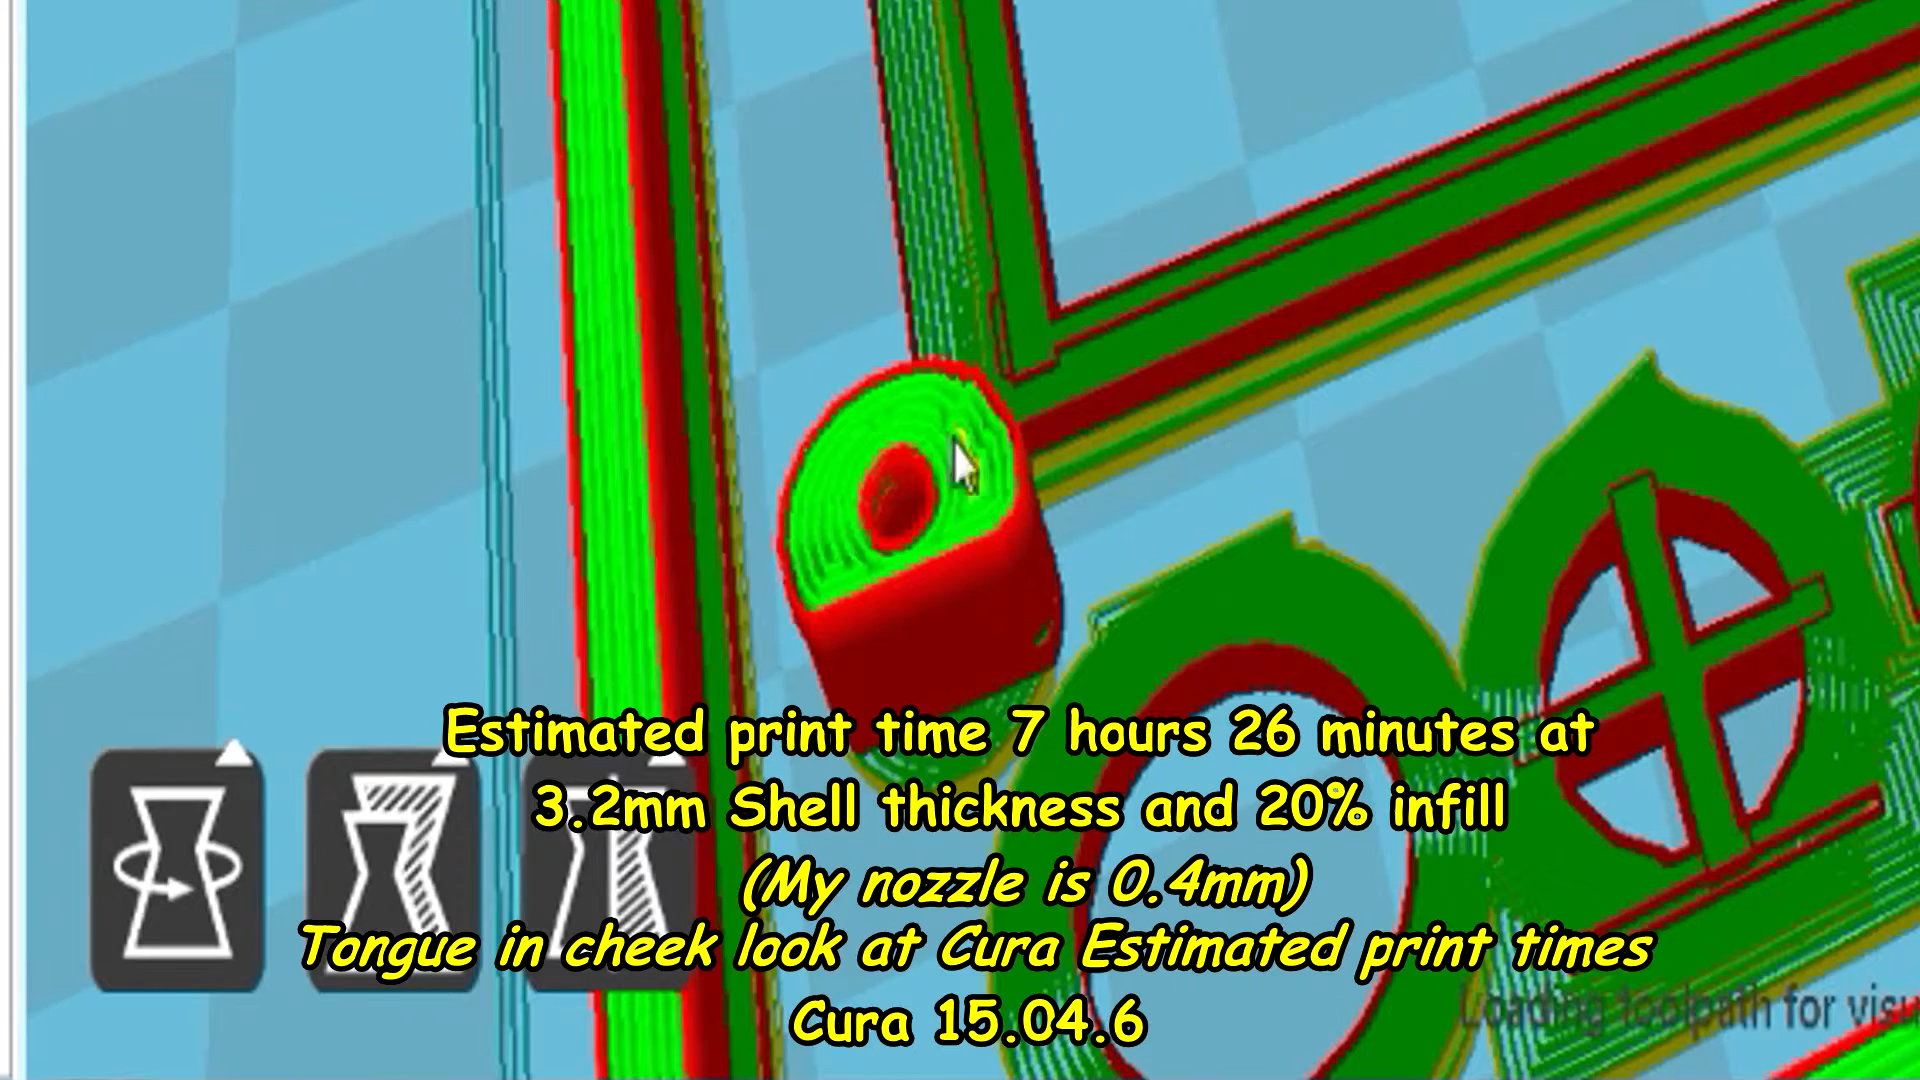 Estimated print time 7 hours 26 minutes at
3.2mm Shell thickness and 20% infill
(My nozzle is 0.4mm)
Tongue in cheek look at Cura Estimated print times
Loading toolpath for visu
Cura 15.04.6